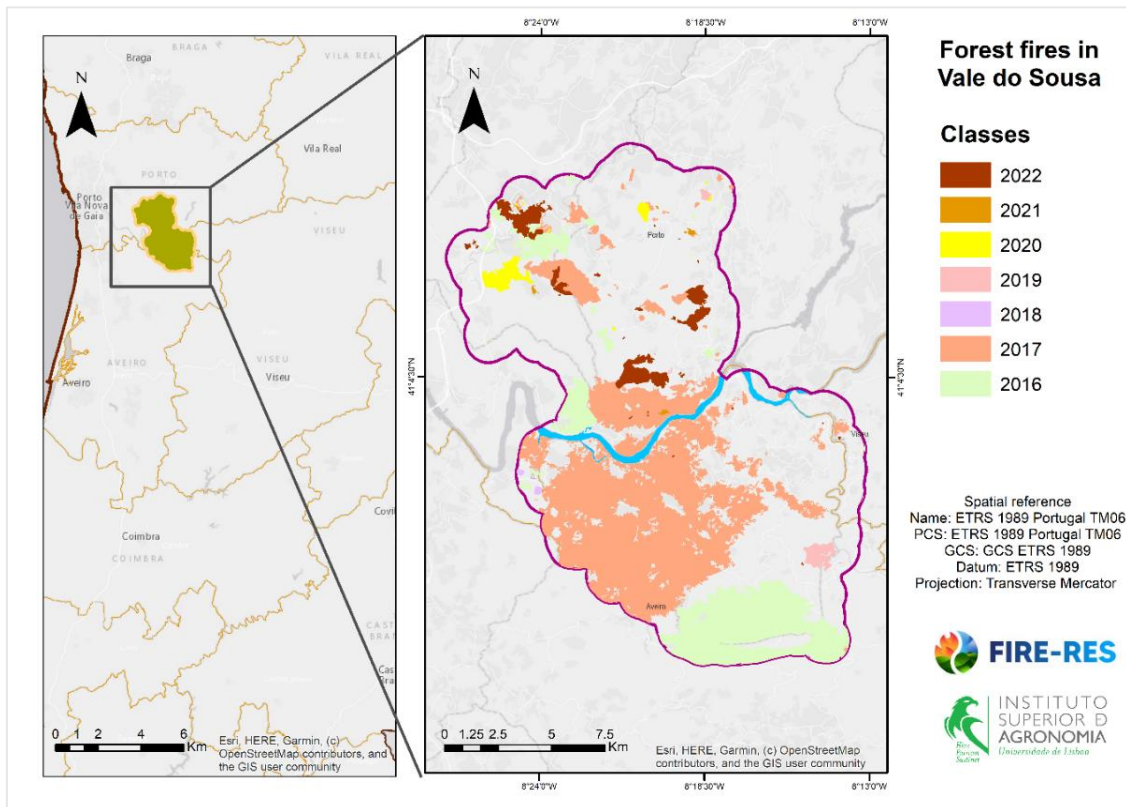 Forest fires in
Vale do Sousa
Classes
2022
2021
2020
2019
2018
2017
2016
Spatial reference
Name: ETRS 1989 Portugal TM06
PCS: ETRS 1989 Portugal TM06
GCS: GCS ETRS 1989
Datum: ETRS 1989
Projection: Transverse Mercator
FIRE-RES
INSTITUTO
SUPERIOR D
AGRONOMIA
Universidade de Lisboa
N
BRAGA
Braga
VILA REAL
Vila Real
PORTO
Porto
Vila Nova
de Gaia
VISEU
AVEIRO
VISEU
Aveiro
Viseu
Covil
Coimbra
COIMBRA
CAST
BRAN
Cas
Bra
0 1 2 4 6
Km
Esri, HERE, Garmin, (c)
OpenStreetMap contributors, and
the GIS user community
8°24'0"W
8°18'30"W
8°13'0"W
N
Porto
41°4'30"N
41°4'30"N
Viseu
Aveiro
0 1.25 2.5 5 7.5
Km
Esri, HERE, Garmin, (c) OpenStreetMap
contributors, and the GIS user community
8°24'0"W
8°18'30"W
8°13'0"W